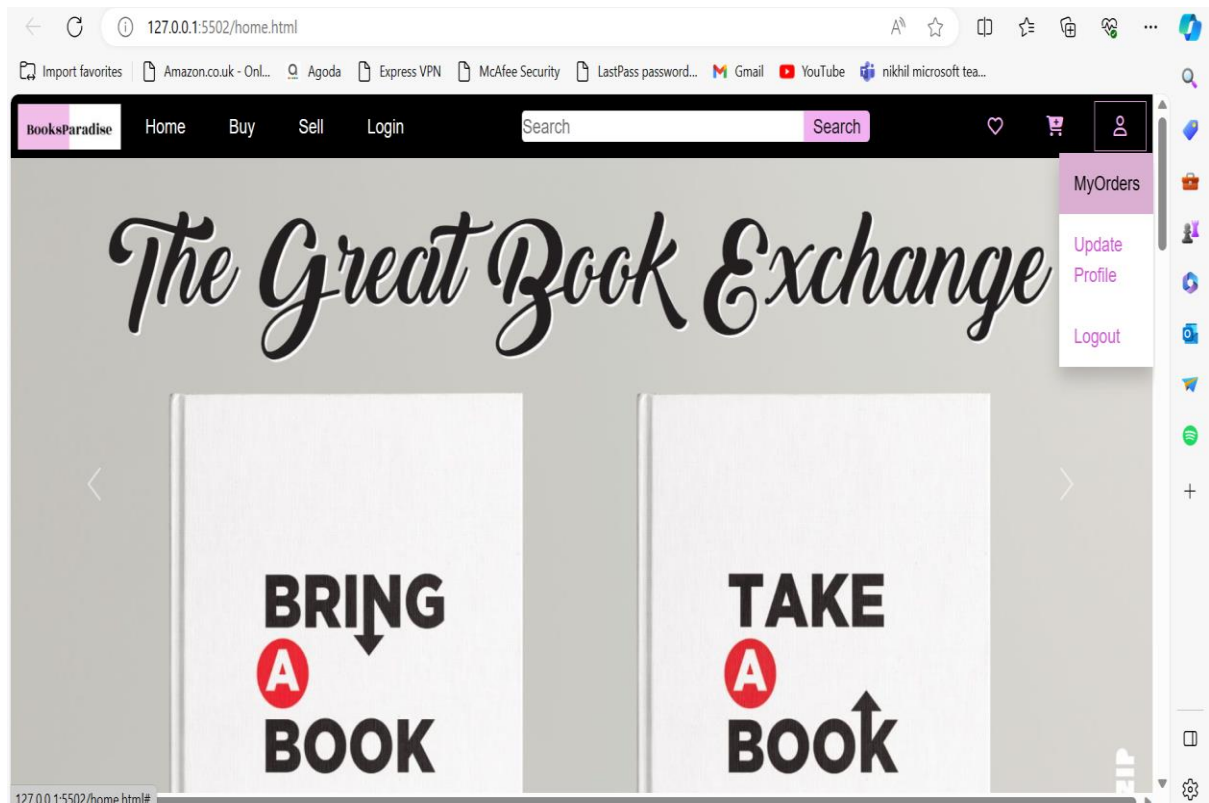 127.0.0.1:5502/home.html
Import favorites Amazon.co.uk - Onl... Agoda Express VPN McAfee Security LastPass password... Gmail YouTube nikhil microsoft tea...
BooksParadise Home Buy Sell Login Search Search
MyOrders
Update
Profile
Logout
The Great Book Exchange
BRING
A
BOOK
TAKE
A
BOOK
ZIP
127.0.0.1:5502/home.html#